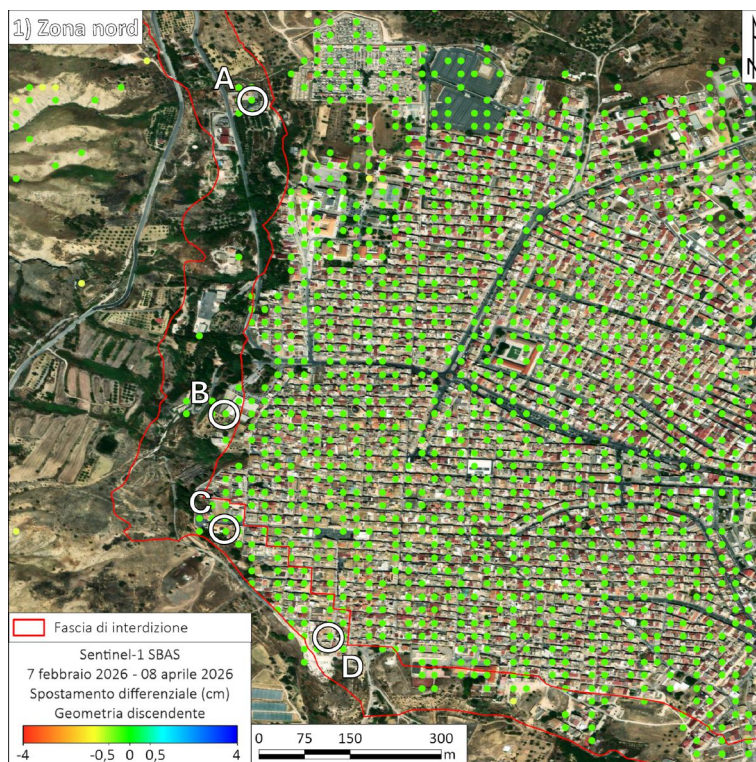 1) Zona nord
N
A
B
C
D
Fascia di interdizione
Sentinel-1 SBAS
7 febbraio 2026 - 08 aprile 2026
Spostamento differenziale (cm)
Geometria discendente
-4 -0,5 0 0,5 4
0 75 150 300
m